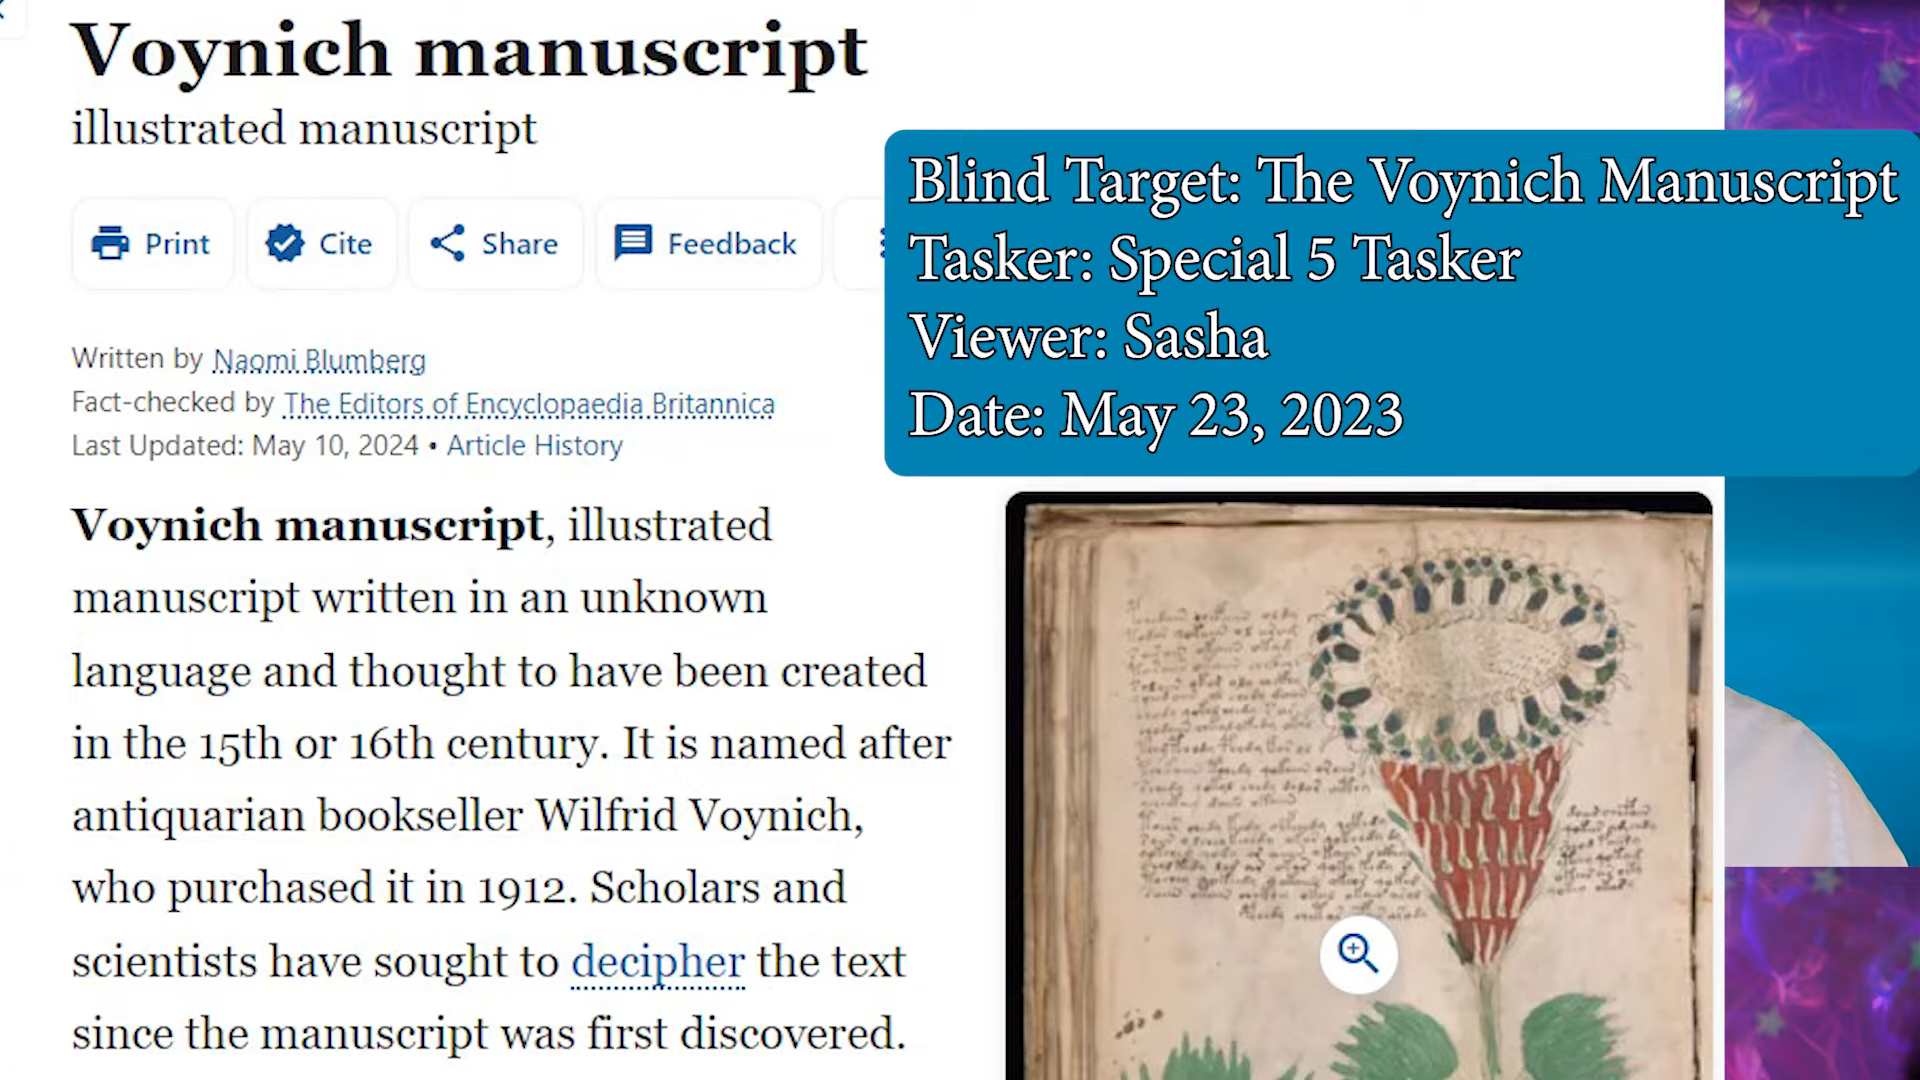 Voynich manuscript
illustrated manuscript
Print
Cite
Share
Feedback
Blind Target: The Voynich Manuscript
Tasker: Special 5 Tasker
Viewer: Sasha
Date: May 23, 2023
Written by Naomi Blumberg
Fact-checked by The Editors of Encyclopaedia Britannica
Last Updated: May 10, 2024 • Article History
Voynich manuscript, illustrated
manuscript written in an unknown
language and thought to have been created
in the 15th or 16th century. It is named after
antiquarian bookseller Wilfrid Voynich,
who purchased it in 1912. Scholars and
scientists have sought to decipher the text
since the manuscript was first discovered.